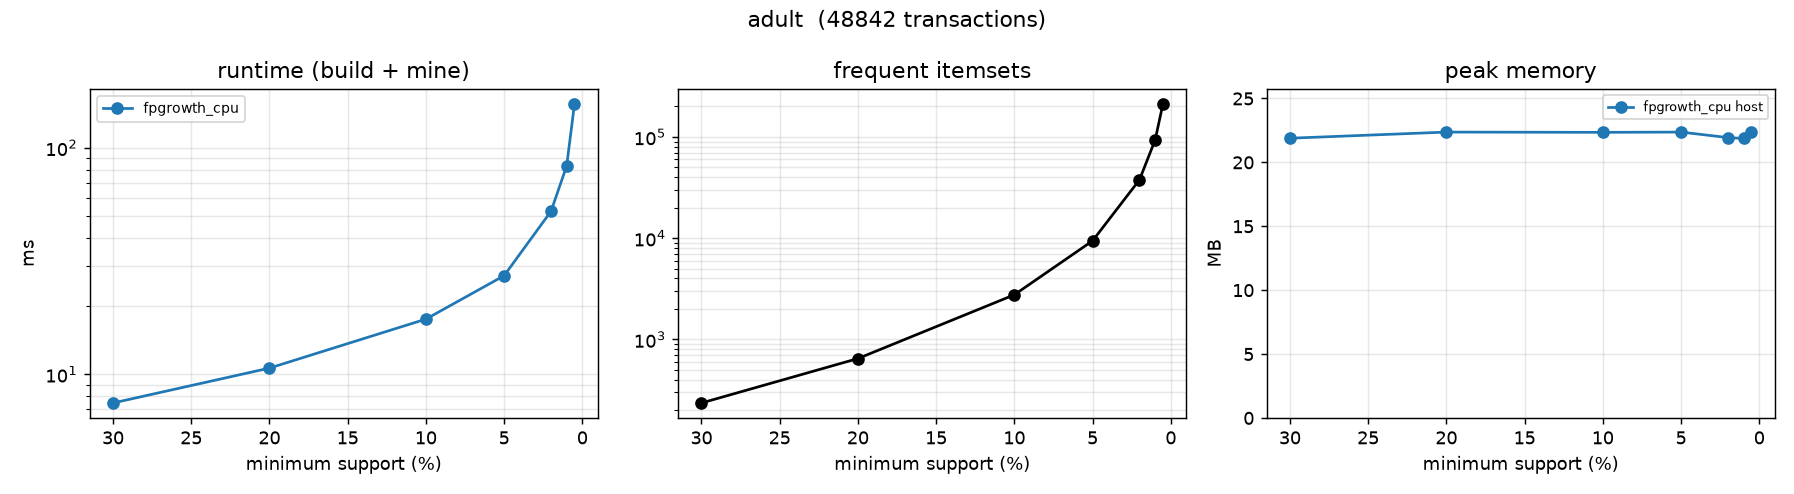 adult  (48842 transactions)
runtime (build + mine)
fpgrowth_cpu
ms
10²
10¹
30 25 20 15 10 5 0
minimum support (%)
frequent itemsets
10⁵
10⁴
10³
30 25 20 15 10 5 0
minimum support (%)
peak memory
fpgrowth_cpu host
MB
25
20
15
10
5
0
30 25 20 15 10 5 0
minimum support (%)